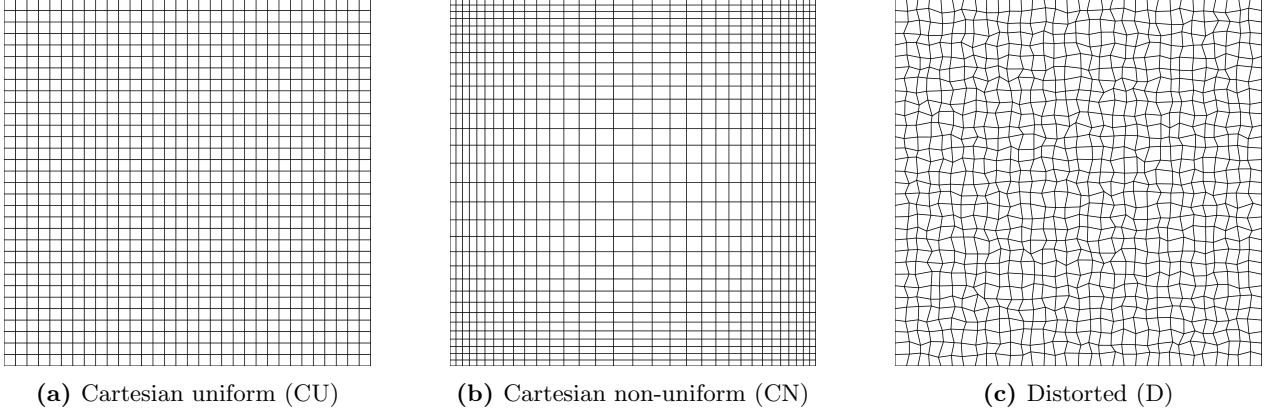 (a) Cartesian uniform (CU)
(b) Cartesian non-uniform (CN)
(c) Distorted (D)